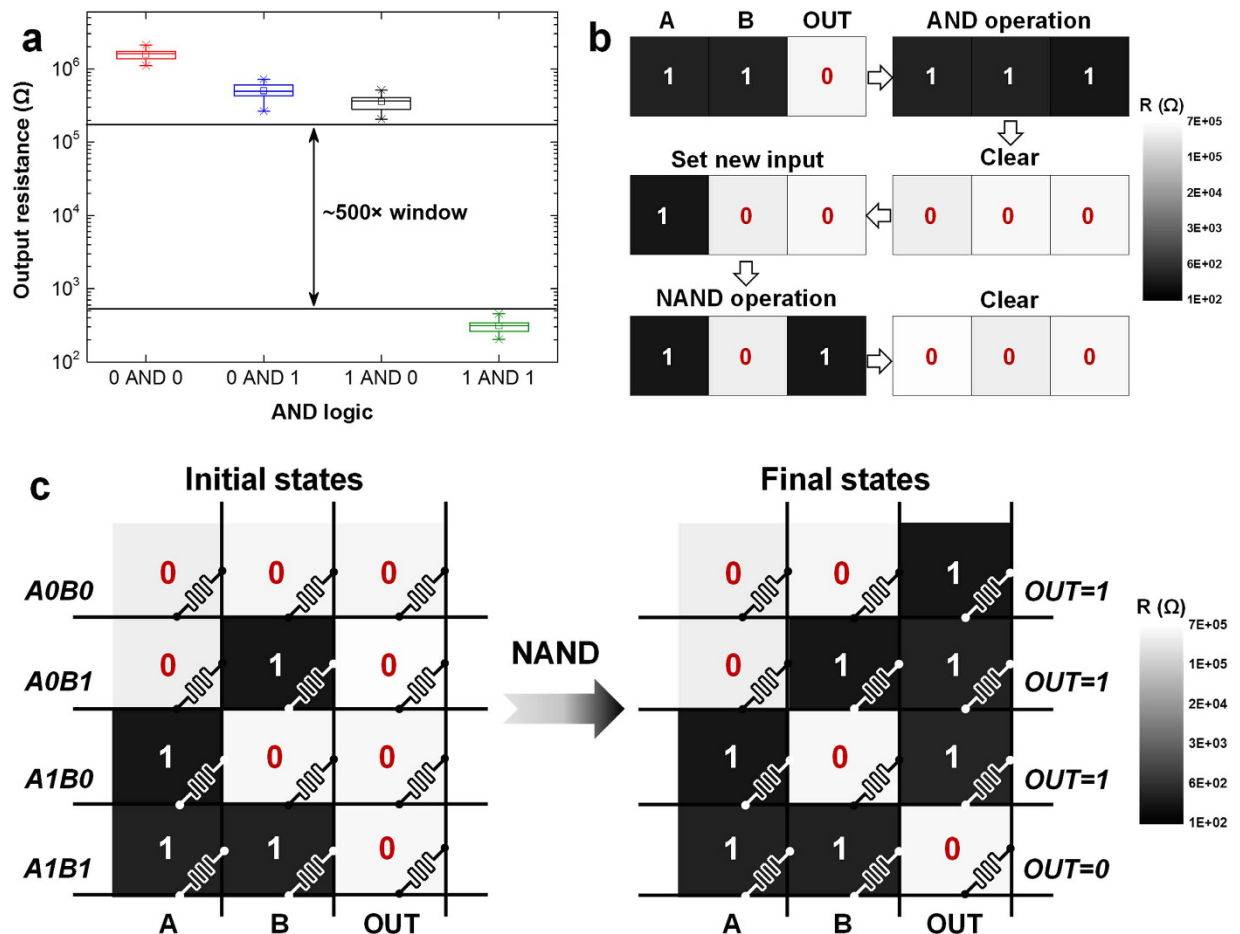 a
Output resistance (Ω)
10^6
10^5
10^4
10^3
10^2
~500× window
0 AND 0 0 AND 1 1 AND 0 1 AND 1
AND logic
b
A B OUT AND operation
1 1 0 1 1 1
Set new input Clear
1 0 0 0 0 0
NAND operation Clear
1 0 1 0 0 0
R (Ω)
7E+05
1E+05
2E+04
3E+03
6E+02
1E+02
c
Initial states
A0B0 0 0 0
A0B1 0 1 0
A1B0 1 0 0
A1B1 1 1 0
A B OUT
NAND
Final states
0 0 1 OUT=1
0 1 1 OUT=1
1 0 1 OUT=1
1 1 0 OUT=0
A B OUT
R (Ω)
7E+05
1E+05
2E+04
3E+03
6E+02
1E+02